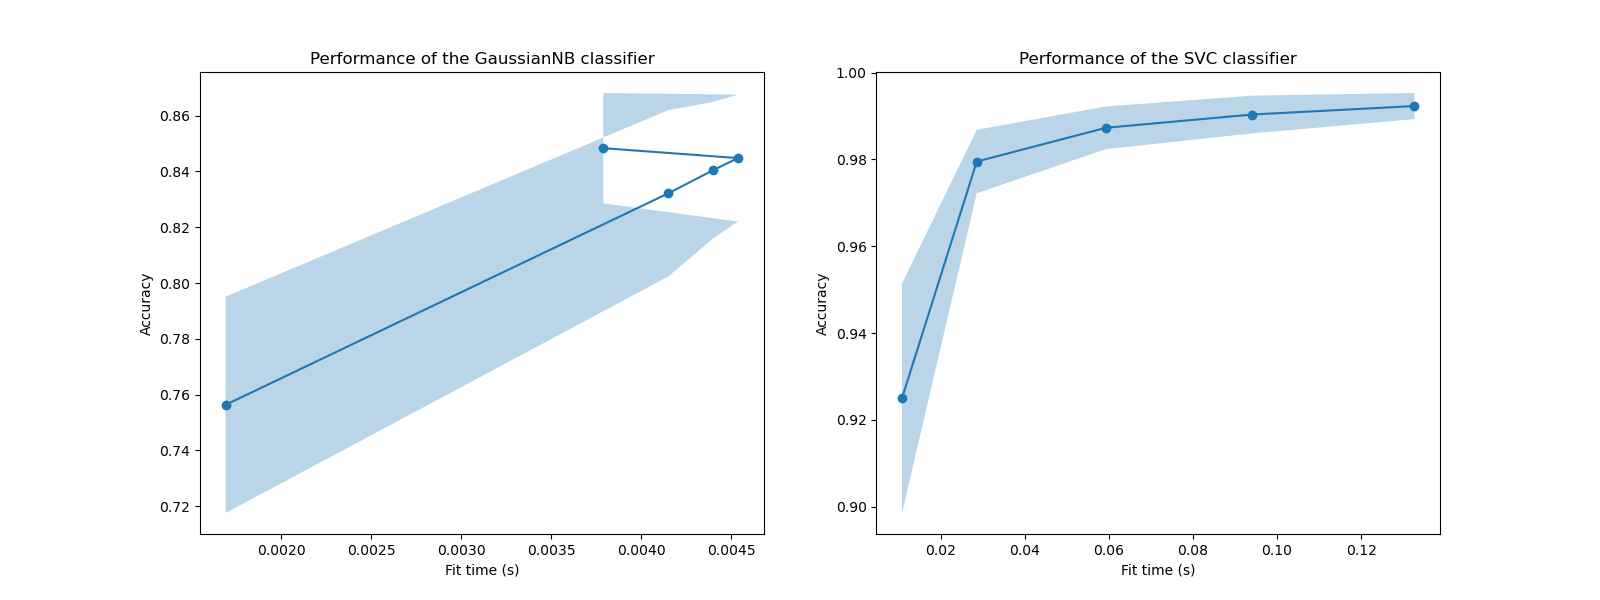 Performance of the GaussianNB classifier
0.86
0.84
0.82
0.80
0.78
0.76
0.74
0.72
Accuracy
0.0020 0.0025 0.0030 0.0035 0.0040 0.0045
Fit time (s)
Performance of the SVC classifier
1.00
0.98
0.96
0.94
0.92
0.90
Accuracy
0.02 0.04 0.06 0.08 0.10 0.12
Fit time (s)